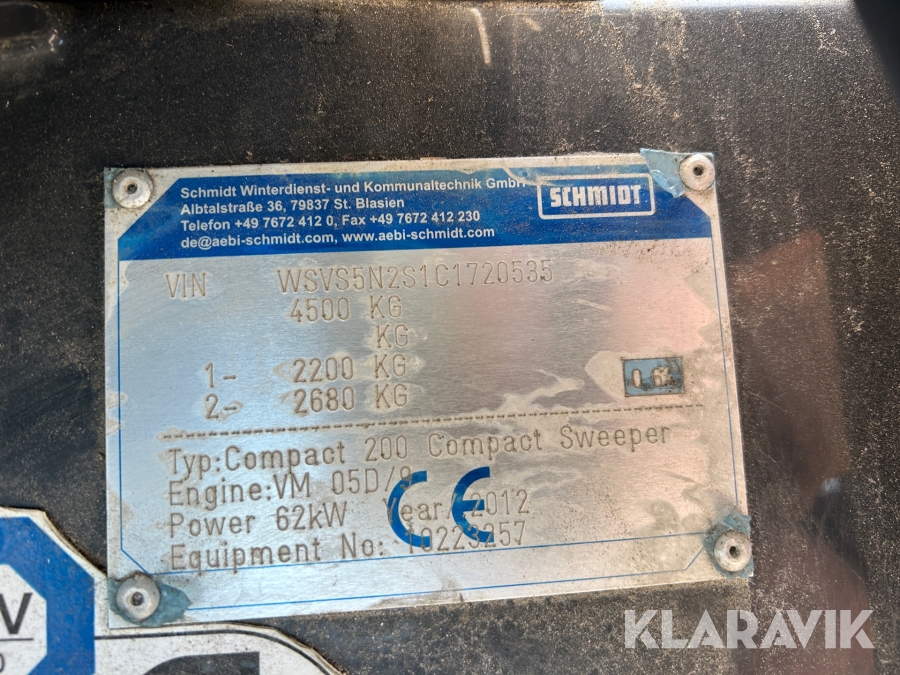 Schmidt Winterdienst- und Kommunaltechnik GmbH
Albtalstraße 36, 79837 St. Blasien
Telefon +49 7672 412 0, Fax +49 7672 412 230
de@aebi-schmidt.com, www.aebi-schmidt.com
SCHMIDT
VIN WSVS5N2S1C1720535
4500 KG
KG
1- 2200 KG
2- 2680 KG
Typ:Compact 200 Compact Sweeper
Engine:VM 05D/8
Power 62kW Year/ 2012
CE
Equipment No: 10223257
V
KLARAVIK